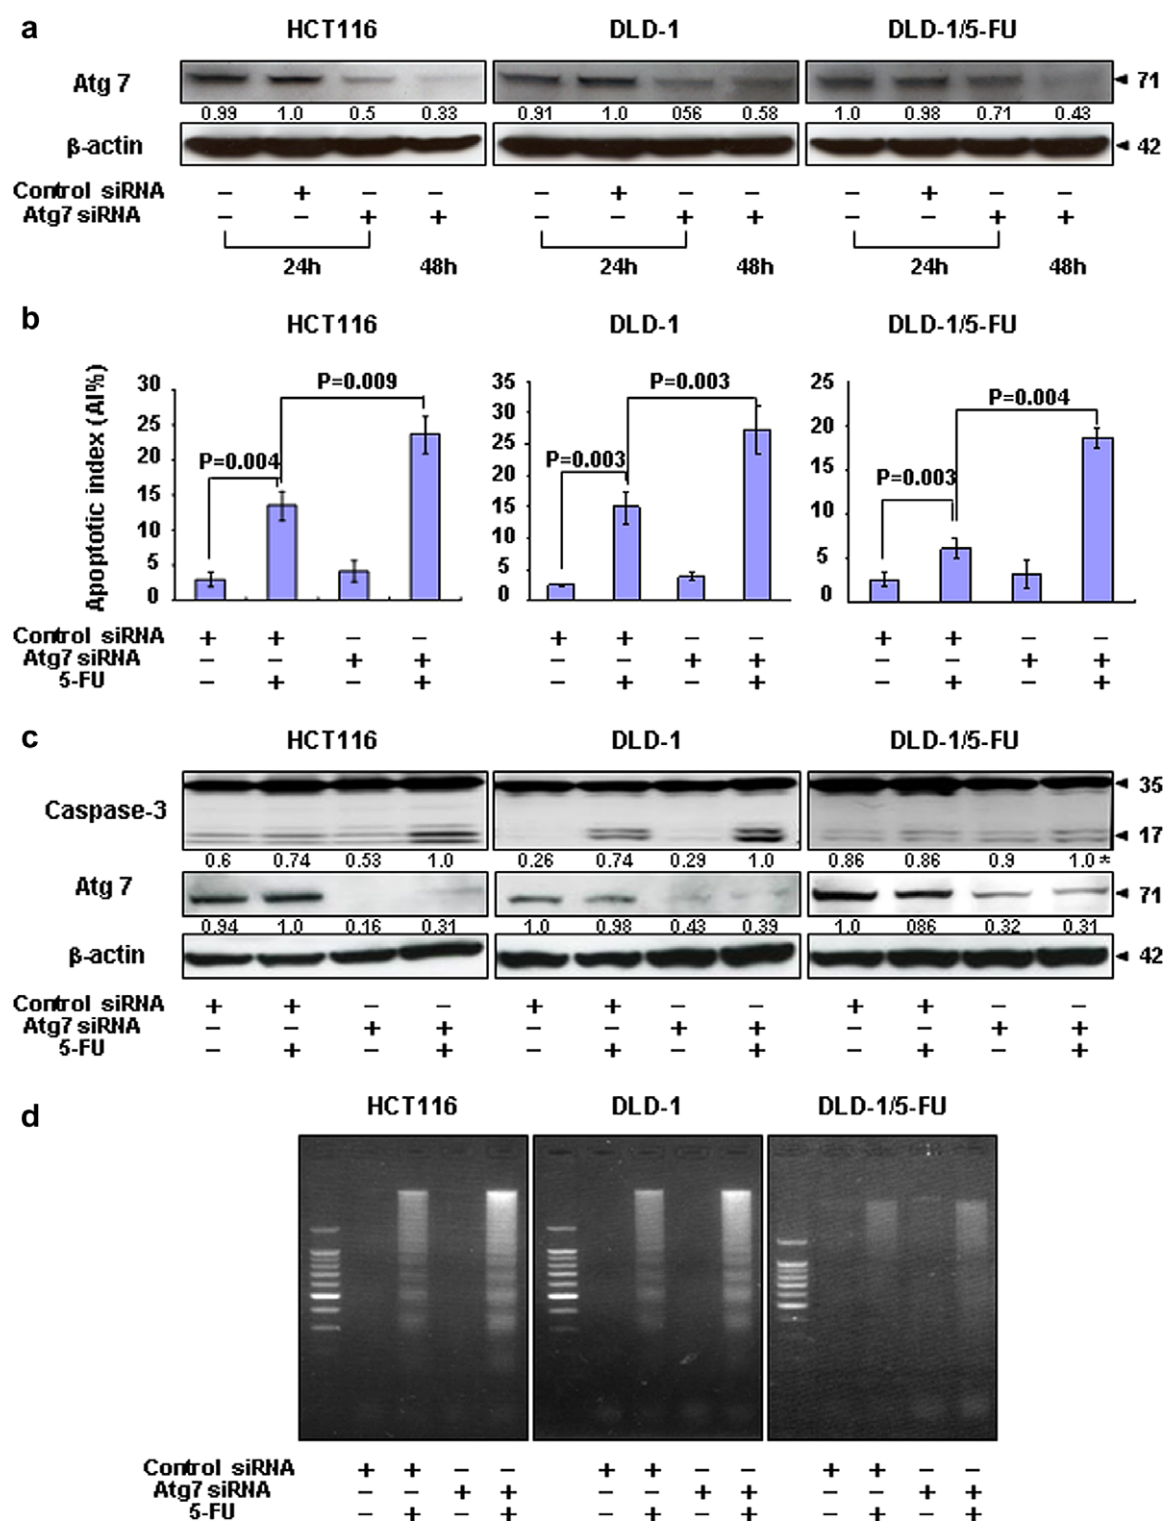 a
HCT116 DLD-1 DLD-1/5-FU
Atg 7 71
0.99 1.0 0.5 0.33 0.91 1.0 056 0.58 1.0 0.98 0.71 0.43
β-actin 42
Control siRNA – + – – – + – – – + – –
Atg7 siRNA – – + + – – + + – – + +
24h 48h 24h 48h 24h 48h
b
HCT116 DLD-1 DLD-1/5-FU
Apoptotic index (AI%)
30 25 20 15 10 5 0
P=0.004 P=0.009
35 30 25 20 15 10 5 0
P=0.003 P=0.003
25 20 15 10 5 0
P=0.003 P=0.004
Control siRNA + + – – + + – – + + – –
Atg7 siRNA – – + + – – + + – – + +
5-FU – + – + – + – + – + – +
c
HCT116 DLD-1 DLD-1/5-FU
Caspase-3 35
17
0.6 0.74 0.53 1.0 0.26 0.74 0.29 1.0 0.86 0.86 0.9 1.0 *
Atg 7 71
0.94 1.0 0.16 0.31 1.0 0.98 0.43 0.39 1.0 086 0.32 0.31
β-actin 42
Control siRNA + + – – + + – – + + – –
Atg7 siRNA – – + + – – + + – – + +
5-FU – + – + – + – + – + – +
d
HCT116 DLD-1 DLD-1/5-FU
Control siRNA + + – – + + – – + + – –
Atg7 siRNA – – + + – – + + – – + +
5-FU – + – + – + – + – + – +